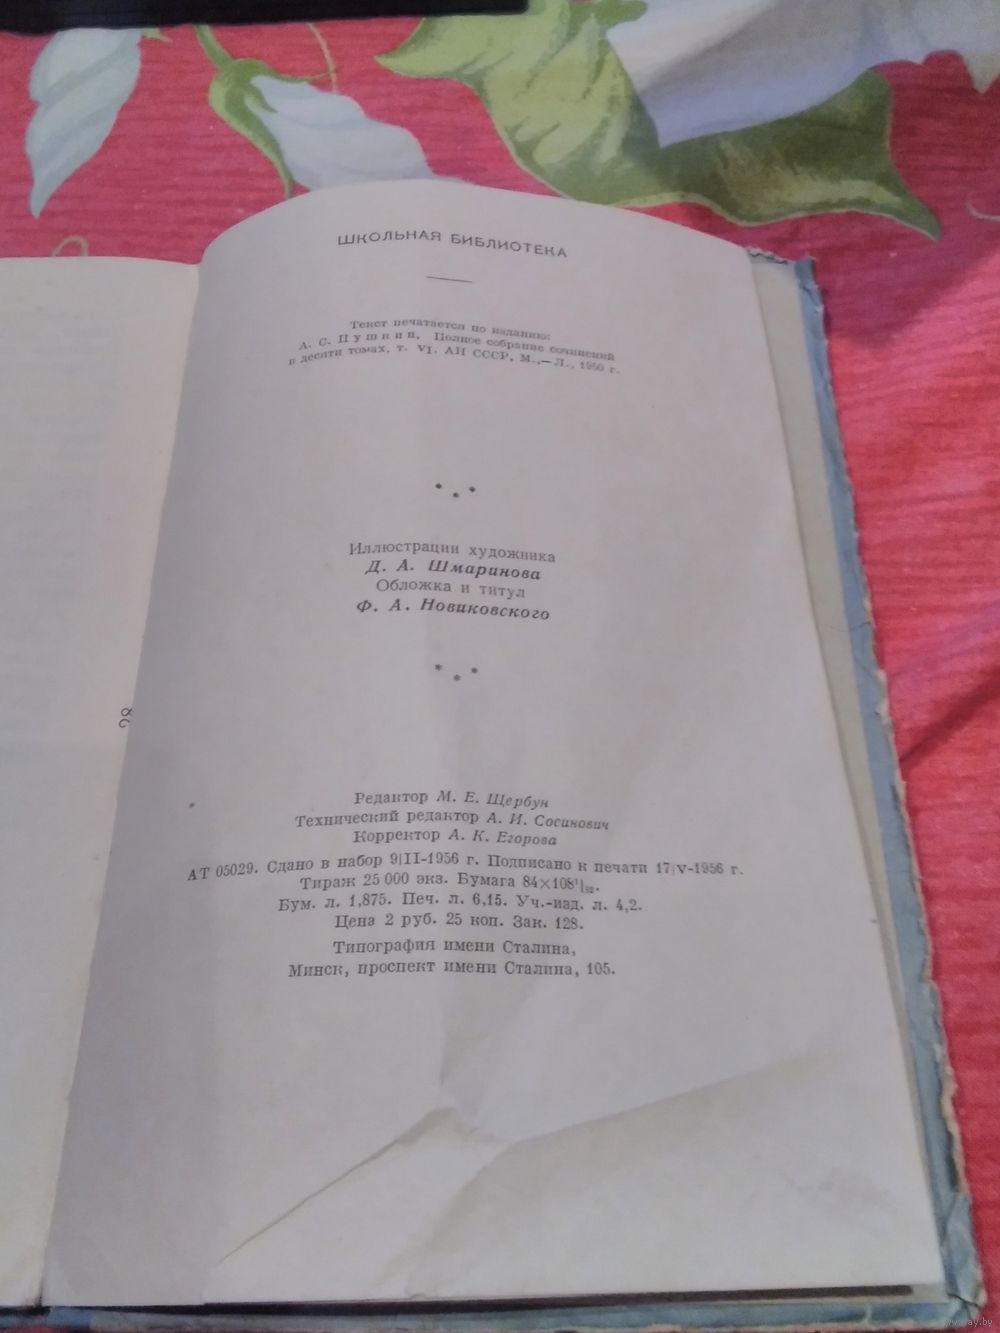 ШКОЛЬНАЯ БИБЛИОТЕКА
Текст печатается по изданию:
А. С. Пушкин, Полное собрание сочинений
в десяти томах, т. VI. АН СССР, М.—Л., 1950 г.
* * *
Иллюстрации художника
Д. А. Шмаринова
Обложка и титул
Ф. А. Новиковского
* * *
Редактор М. Е. Щербун
Технический редактор А. И. Сосинович
Корректор А. К. Егорова
АТ 05029. Сдано в набор 9|II-1956 г. Подписано к печати 17|V-1956 г.
Тираж 25 000 экз. Бумага 84×108¹|₃₂.
Бум. л. 1,875. Печ. л. 6,15. Уч.-изд. л. 4,2.
Цена 2 руб. 25 коп. Зак. 128.
Типография имени Сталина,
Минск, проспект имени Сталина, 105.